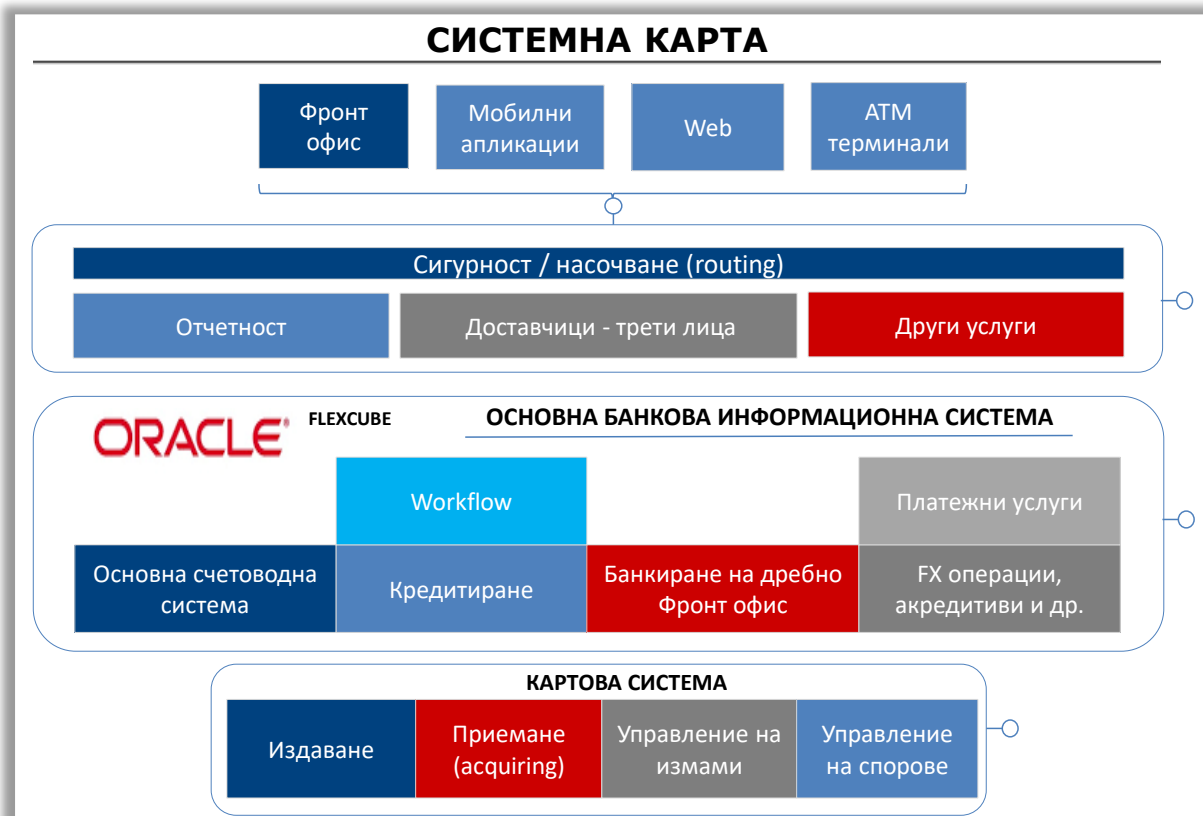 СИСТЕМНА КАРТА
Фронт
офис
Мобилни
апликации
Web
АТМ
терминали
Сигурност / насочване (routing)
Отчетност
Доставчици - трети лица
Други услуги
ORACLE®
FLEXCUBE
ОСНОВНА БАНКОВА ИНФОРМАЦИОННА СИСТЕМА
Workflow
Платежни услуги
Основна счетоводна
система
Кредитиране
Банкиране на дребно
Фронт офис
FX операции,
акредитиви и др.
КАРТОВА СИСТЕМА
Издаване
Приемане
(acquiring)
Управление на
измами
Управление
на спорове